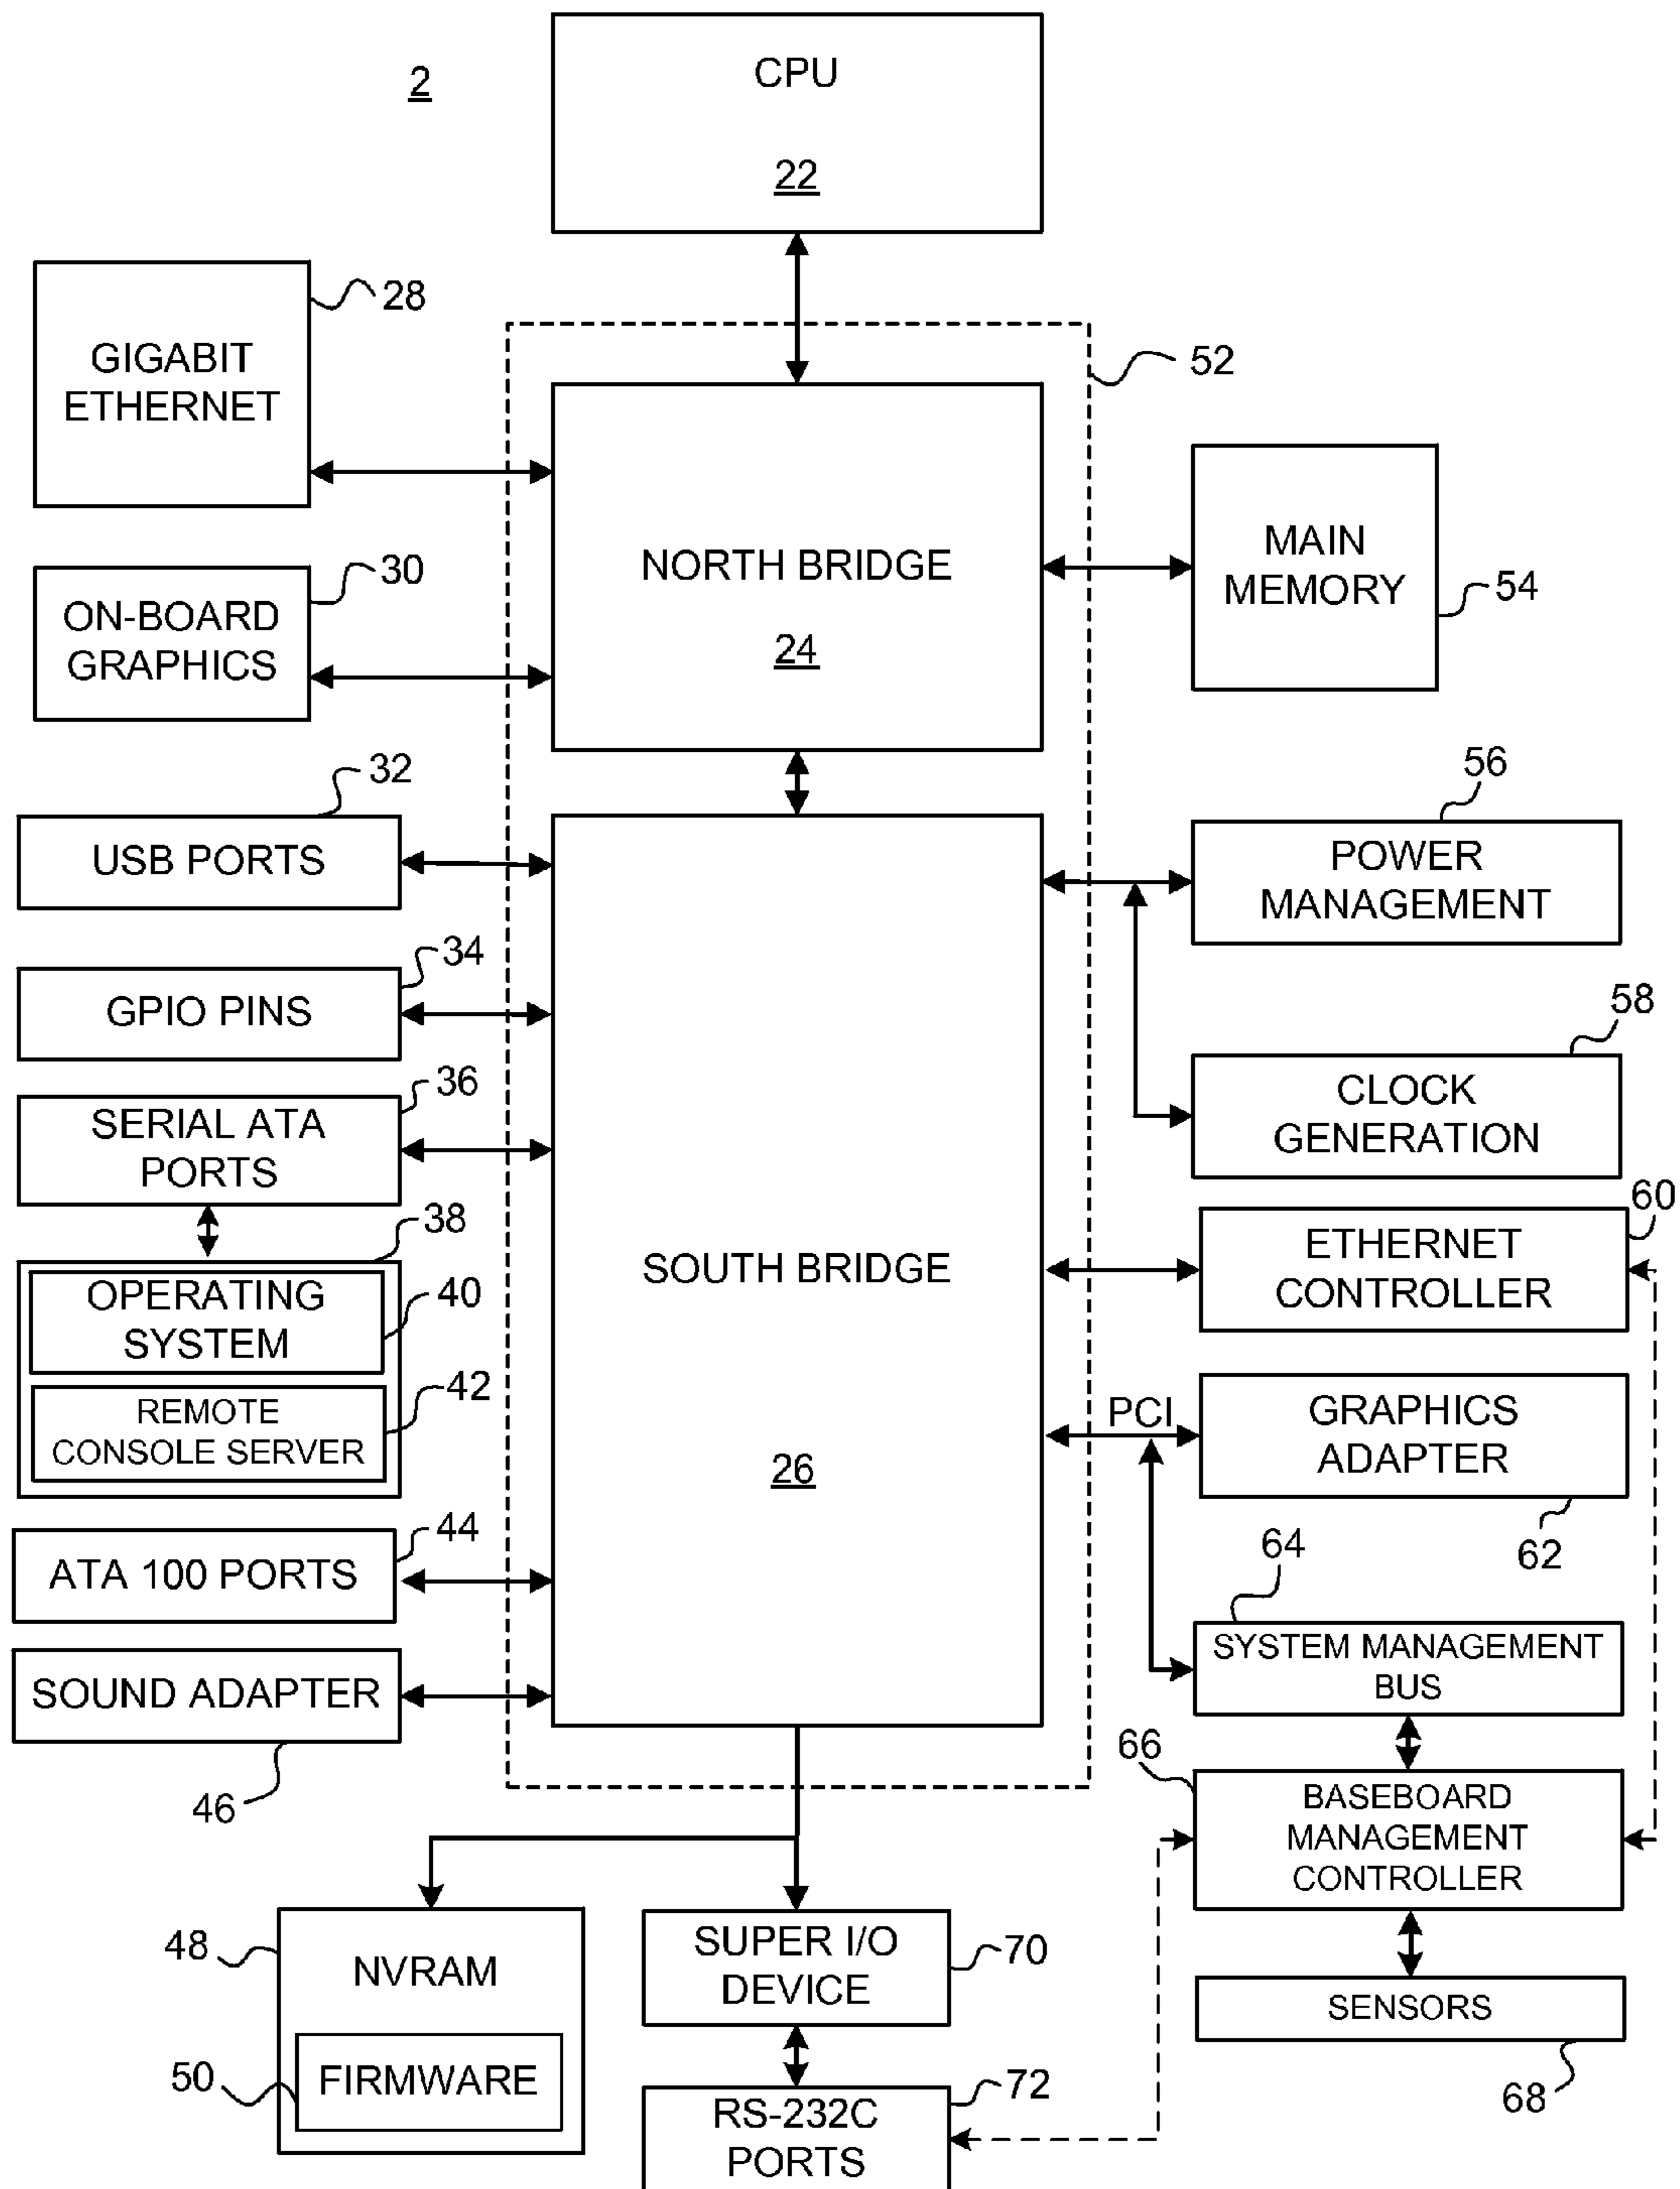 2
CPU
22
28
GIGABIT
ETHERNET
52
NORTH BRIDGE
24
MAIN
MEMORY
54
30
ON-BOARD
GRAPHICS
32
USB PORTS
56
POWER
MANAGEMENT
34
GPIO PINS
58
CLOCK
GENERATION
36
SERIAL ATA
PORTS
38
OPERATING
SYSTEM
40
REMOTE
CONSOLE SERVER
42
SOUTH BRIDGE
26
60
ETHERNET
CONTROLLER
PCI
GRAPHICS
ADAPTER
62
44
ATA 100 PORTS
SOUND ADAPTER
46
64
SYSTEM MANAGEMENT
BUS
66
BASEBOARD
MANAGEMENT
CONTROLLER
SENSORS
68
48
NVRAM
50
FIRMWARE
SUPER I/O
DEVICE
70
72
RS-232C
PORTS